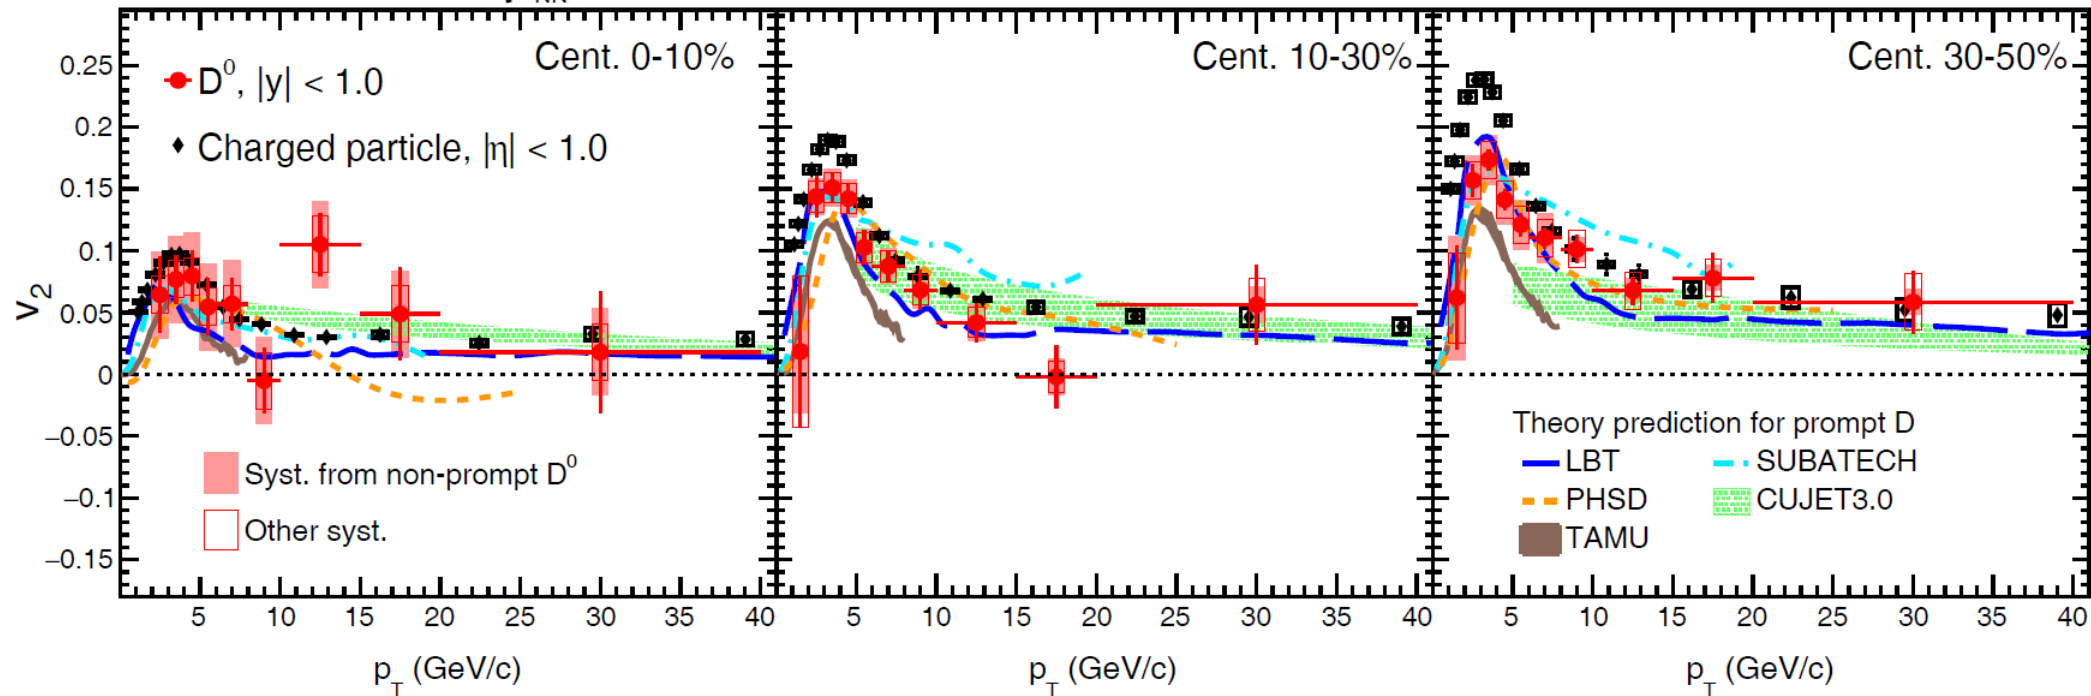 Cent. 0-10%
Cent. 10-30%
Cent. 30-50%
D⁰, |y| < 1.0
Charged particle, |η| < 1.0
Syst. from non-prompt D⁰
Other syst.
Theory prediction for prompt D
LBT
SUBATECH
PHSD
CUJET3.0
TAMU
v₂
0.25
0.2
0.15
0.1
0.05
0
−0.05
−0.1
−0.15
5 10 15 20 25 30 35 40
5 10 15 20 25 30 35 40
5 10 15 20 25 30 35 40
p_T (GeV/c)
p_T (GeV/c)
p_T (GeV/c)